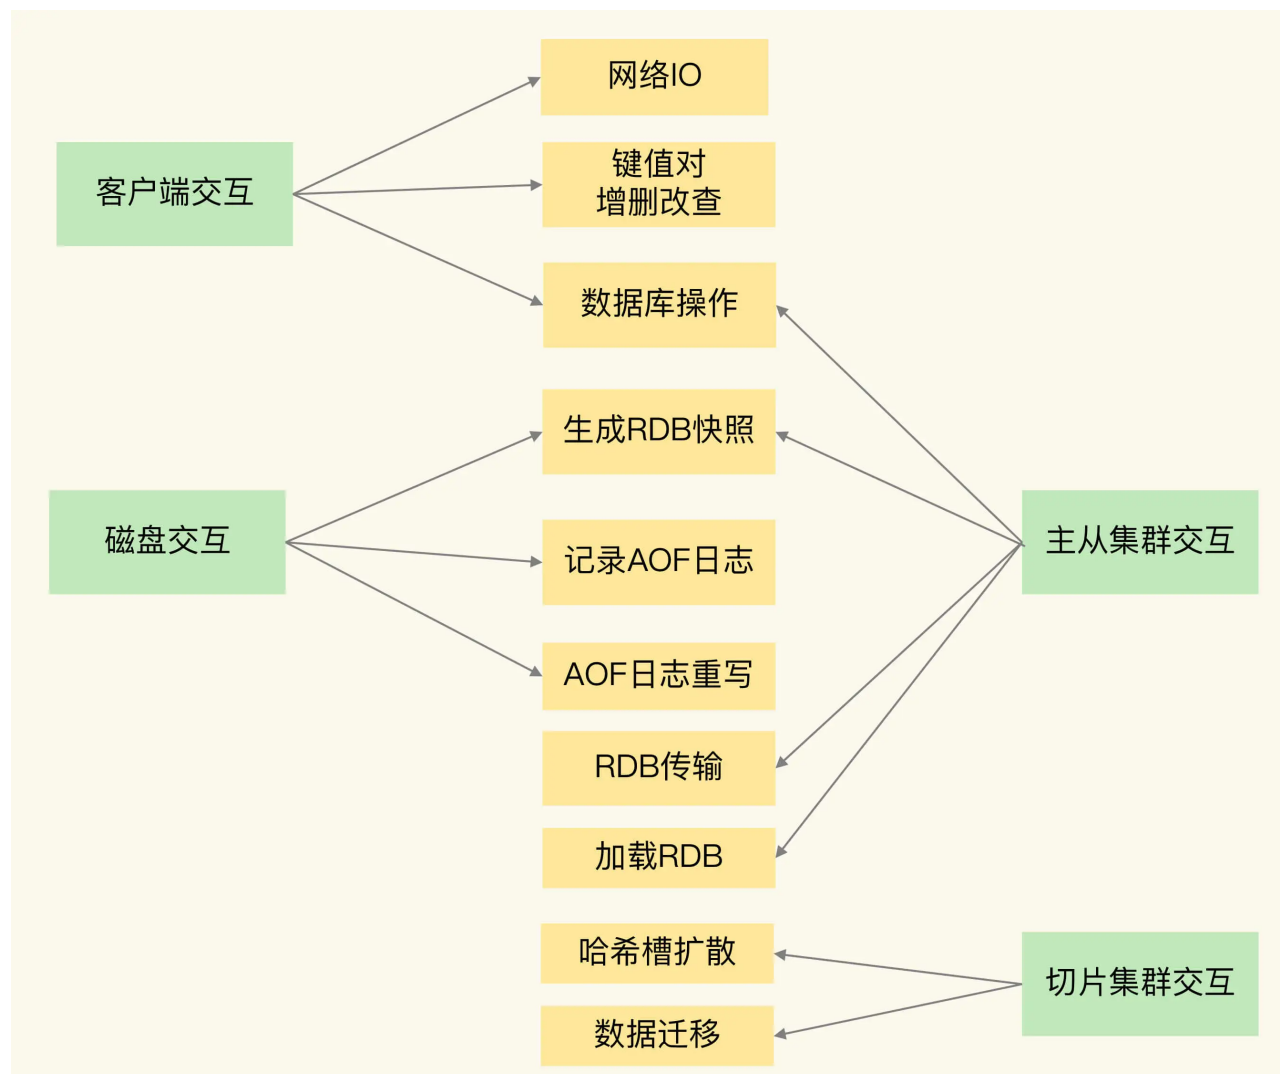 网络IO
键值对
增删改查
客户端交互
数据库操作
生成RDB快照
磁盘交互
记录AOF日志
主从集群交互
AOF日志重写
RDB传输
加载RDB
哈希槽扩散
切片集群交互
数据迁移